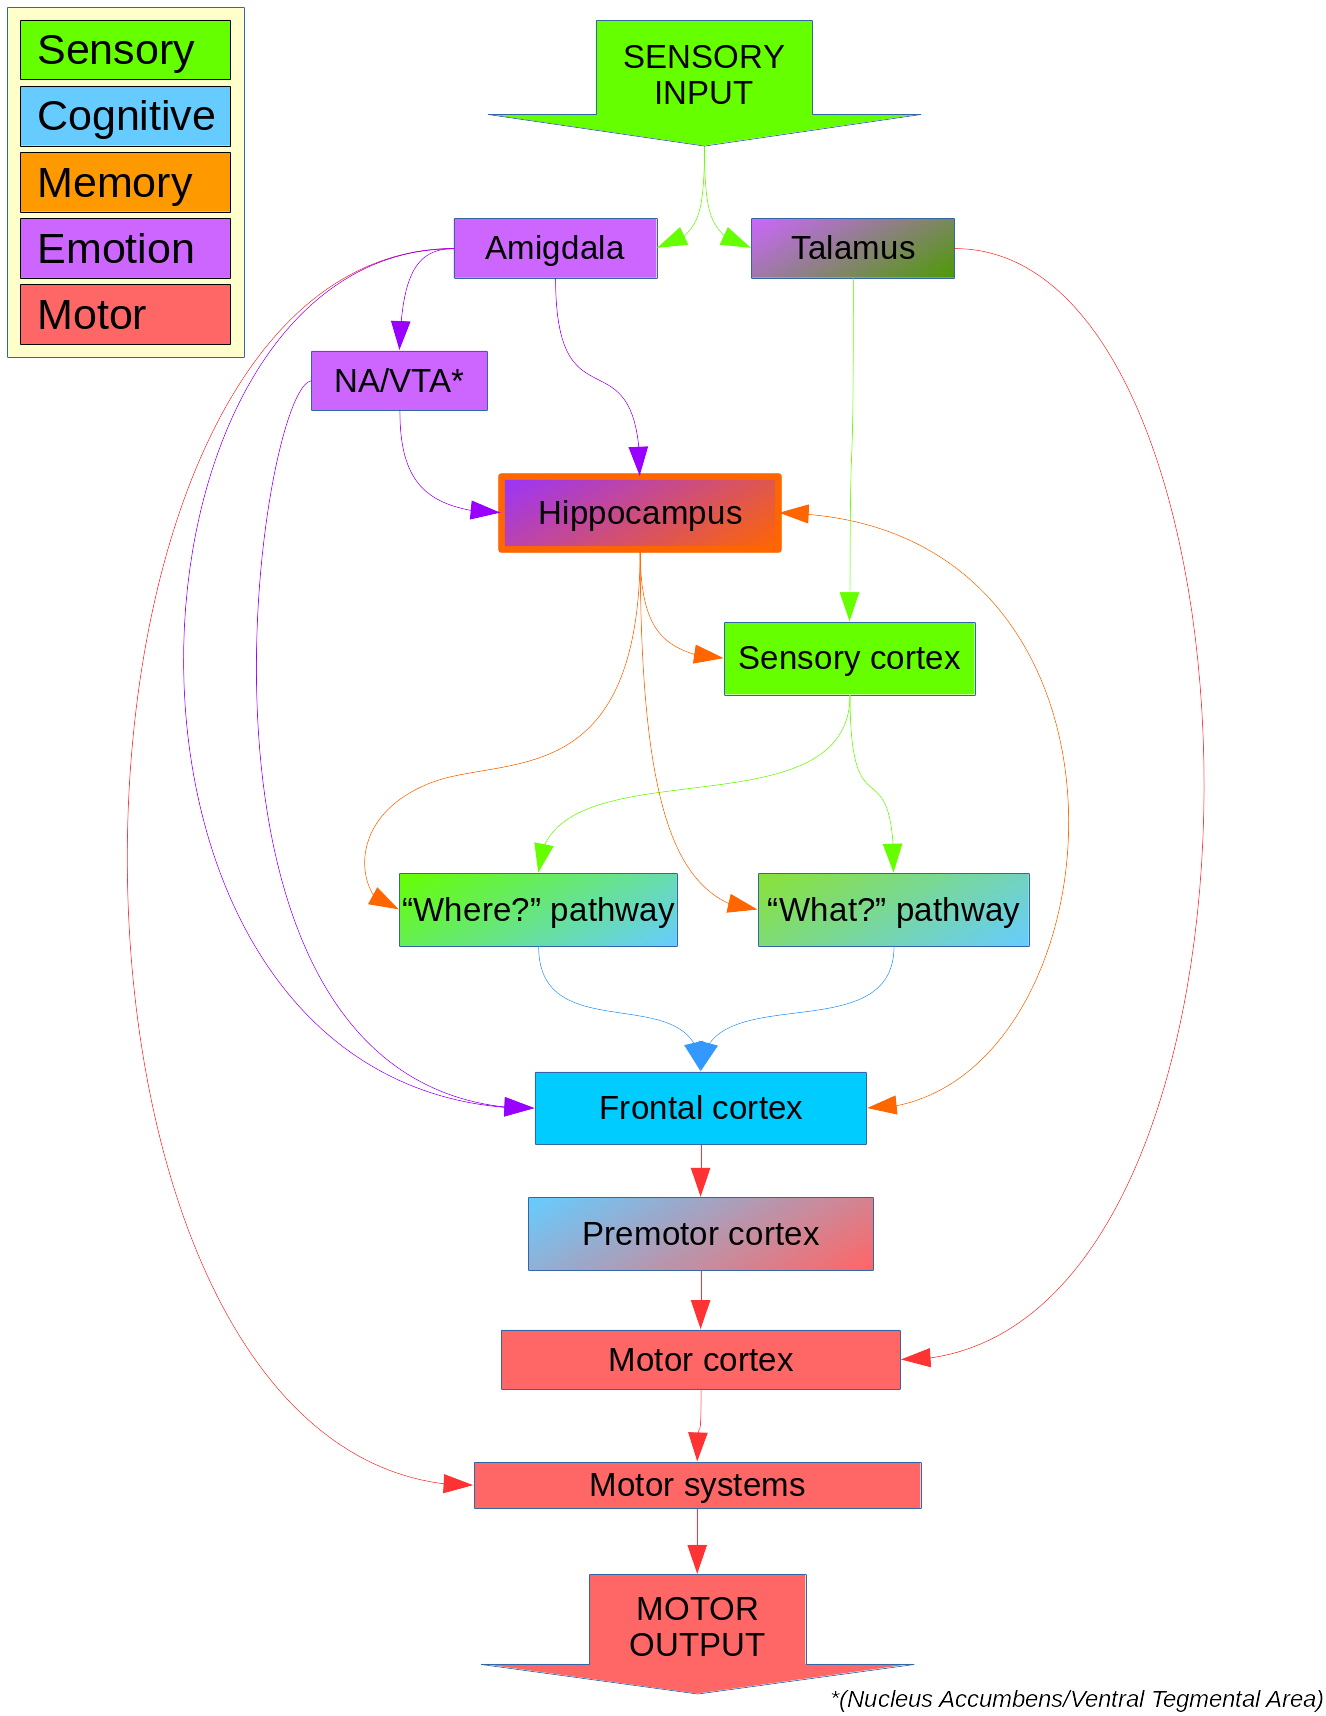 Sensory
Cognitive
Memory
Emotion
Motor
SENSORY
INPUT
Amigdala
Talamus
NA/VTA*
Hippocampus
Sensory cortex
“Where?” pathway
“What?” pathway
Frontal cortex
Premotor cortex
Motor cortex
Motor systems
MOTOR
OUTPUT
*(Nucleus Accumbens/Ventral Tegmental Area)